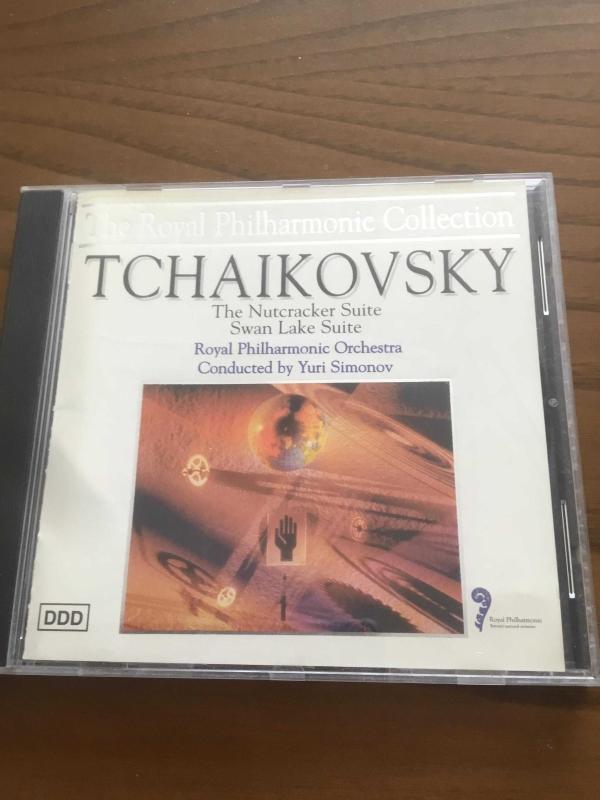 The Royal Philharmonic Collection
TCHAIKOVSKY
The Nutcracker Suite
Swan Lake Suite
Royal Philharmonic Orchestra
Conducted by Yuri Simonov
DDD
Royal Philharmonic